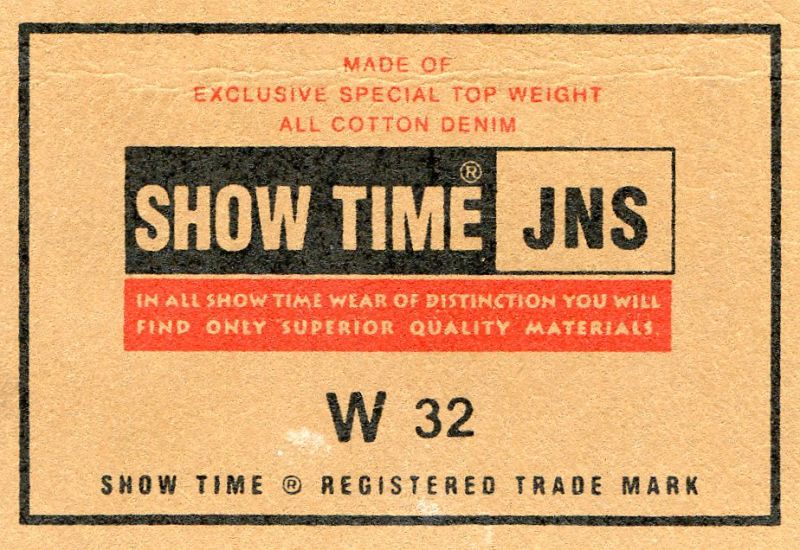 MADE OF
EXCLUSIVE SPECIAL TOP WEIGHT
ALL COTTON DENIM
SHOW TIME ® JNS
IN ALL SHOW TIME WEAR OF DISTINCTION YOU WILL
FIND ONLY SUPERIOR QUALITY MATERIALS.
W 32
SHOW TIME ® REGISTERED TRADE MARK